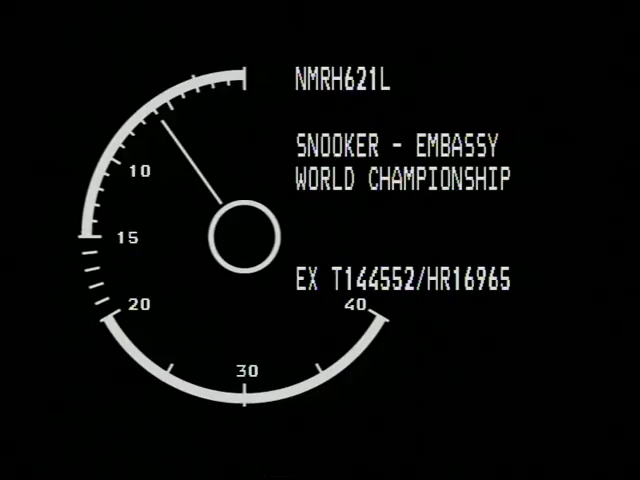 NMRH621L
SNOOKER - EMBASSY
WORLD CHAMPIONSHIP
EX T144552/HR16965
10
15
20
40
30